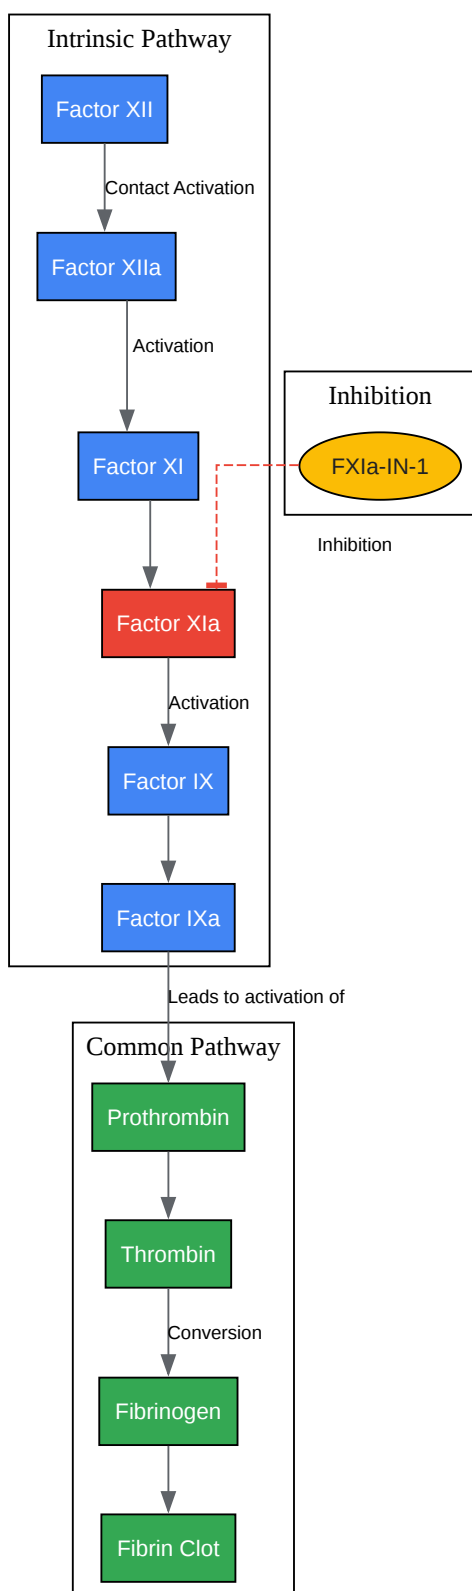 Intrinsic Pathway
Factor XII
Contact Activation
Factor XIIa
Activation
Factor XI
Inhibition
FXIa-IN-1
Inhibition
Factor XIa
Activation
Factor IX
Factor IXa
Leads to activation of
Common Pathway
Prothrombin
Thrombin
Conversion
Fibrinogen
Fibrin Clot